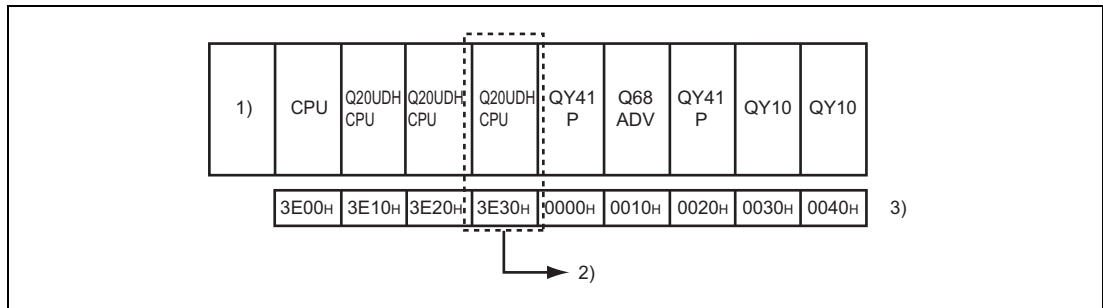 1) CPU Q20UDH Q20UDH Q20UDH QY41 Q68 QY41 QY10 QY10
CPU CPU CPU P ADV P
3E00H 3E10H 3E20H 3E30H 0000H 0010H 0020H 0030H 0040H 3)
2)